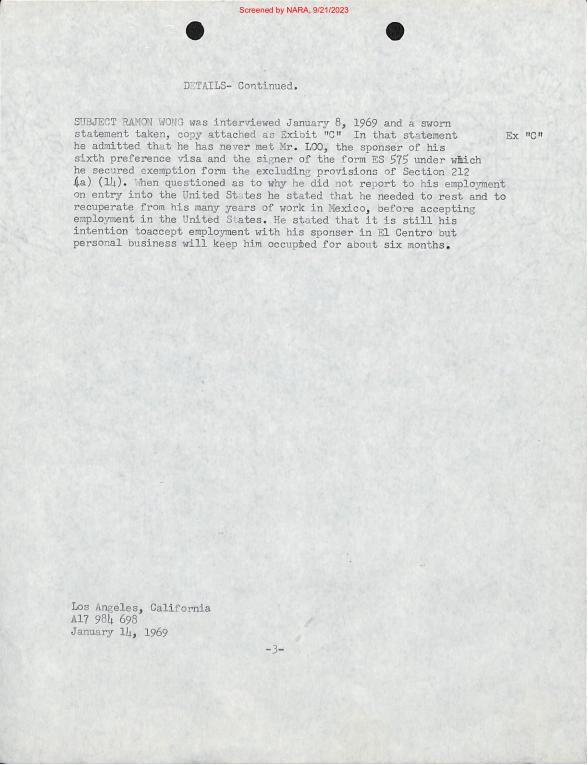 Screened by NARA, 9/21/2023
DETAILS- Continued.
SUBJECT RAMON WONG was interviewed January 8, 1969 and a sworn
statement taken, copy attached as Exibit "C" In that statement Ex "C"
he admitted that he has never met Mr. LOO, the sponser of his
sixth preference visa and the signer of the form ES 575 under which
he secured exemption form the excluding provisions of Section 212
(a) (14). When questioned as to why he did not report to his employment
on entry into the United States he stated that he needed to rest and to
recuperate from his many years of work in Mexico, before accepting
employment in the United States. He stated that it is still his
intention toaccept employment with his sponser in El Centro but
personal business will keep him occupied for about six months.
Los Angeles, California
A17 984 698
January 14, 1969
-3-